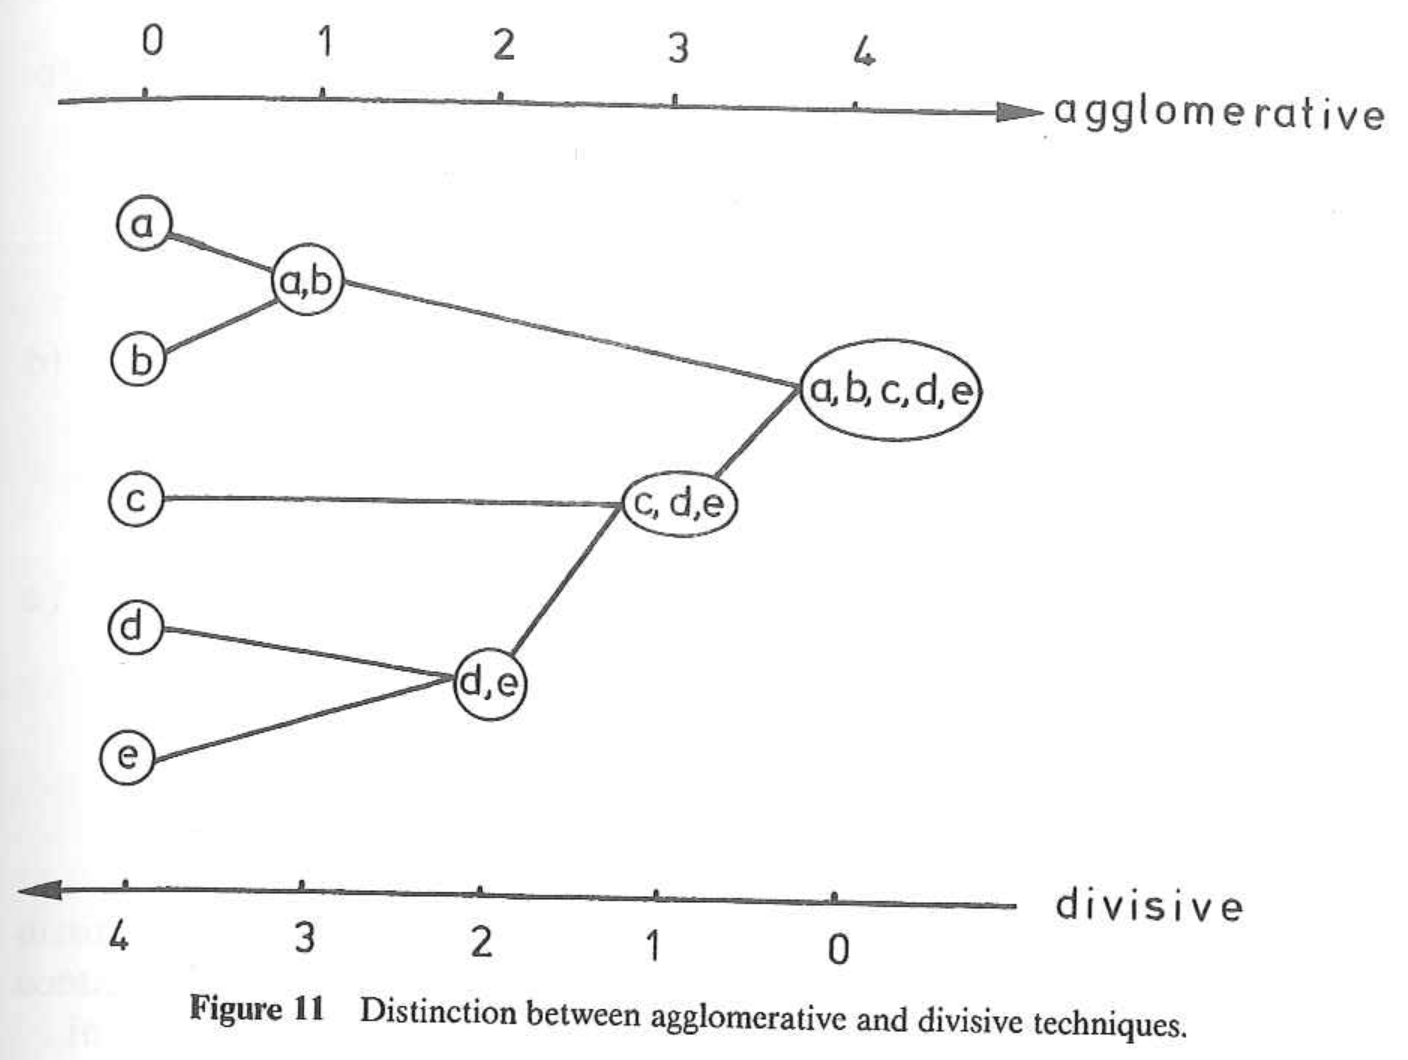 0 1 2 3 4
agglomerative
a
a,b
b
a,b,c,d,e
c
c, d,e
d
d,e
e
divisive
4 3 2 1 0
Figure 11 Distinction between agglomerative and divisive techniques.